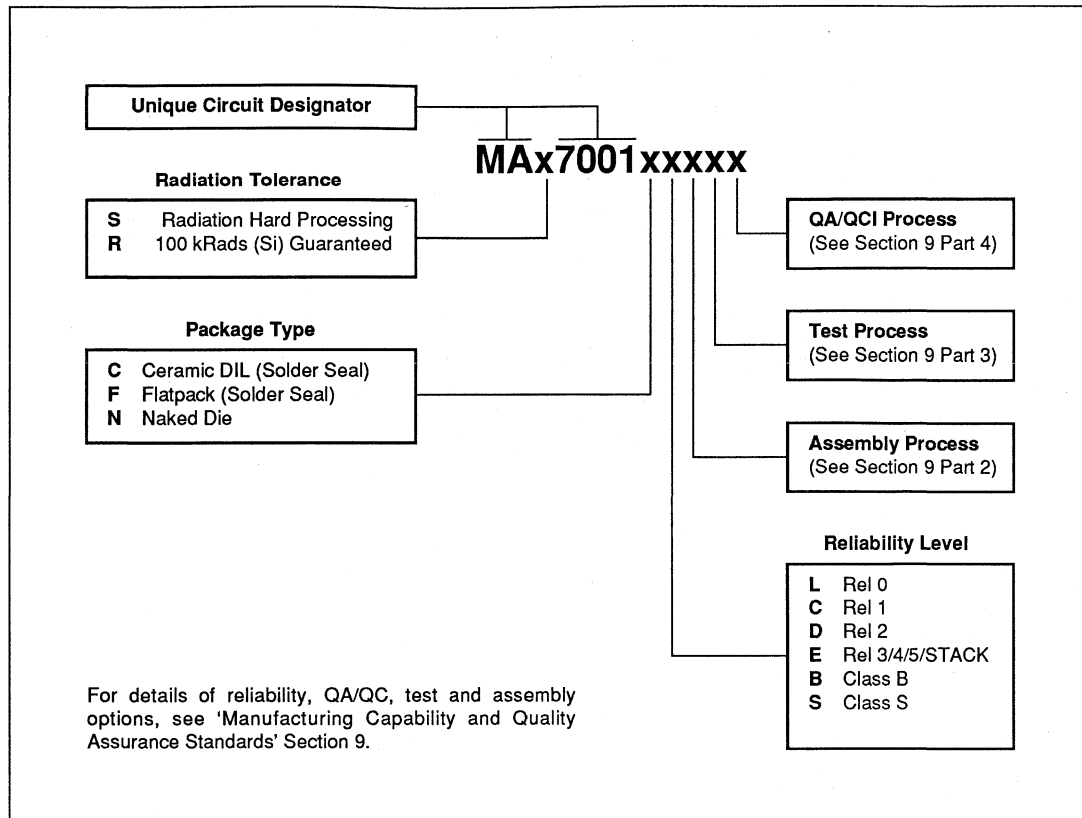 Unique Circuit Designator
MAx7001xxxxx
Radiation Tolerance
S Radiation Hard Processing
R 100 kRads (Si) Guaranteed
Package Type
C Ceramic DIL (Solder Seal)
F Flatpack (Solder Seal)
N Naked Die
QA/QCI Process
(See Section 9 Part 4)
Test Process
(See Section 9 Part 3)
Assembly Process
(See Section 9 Part 2)
Reliability Level
L Rel 0
C Rel 1
D Rel 2
E Rel 3/4/5/STACK
B Class B
S Class S
For details of reliability, QA/QC, test and assembly
options, see ‘Manufacturing Capability and Quality
Assurance Standards’ Section 9.